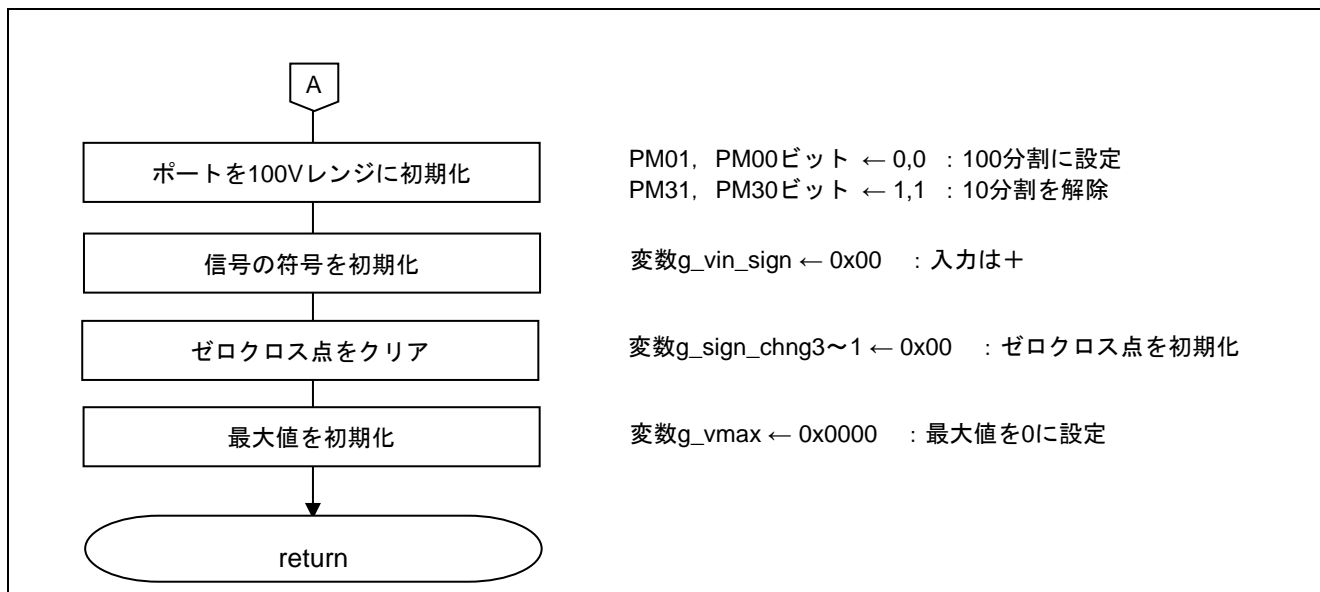 A
ポートを100Vレンジに初期化
PM01, PM00ビット ← 0,0 :100分割に設定
PM31, PM30ビット ← 1,1 :10分割を解除
信号の符号を初期化
変数g_vin_sign ← 0x00 :入力は＋
ゼロクロス点をクリア
変数g_sign_chng3～1 ← 0x00 :ゼロクロス点を初期化
最大値を初期化
変数g_vmax ← 0x0000 :最大値を0に設定
return